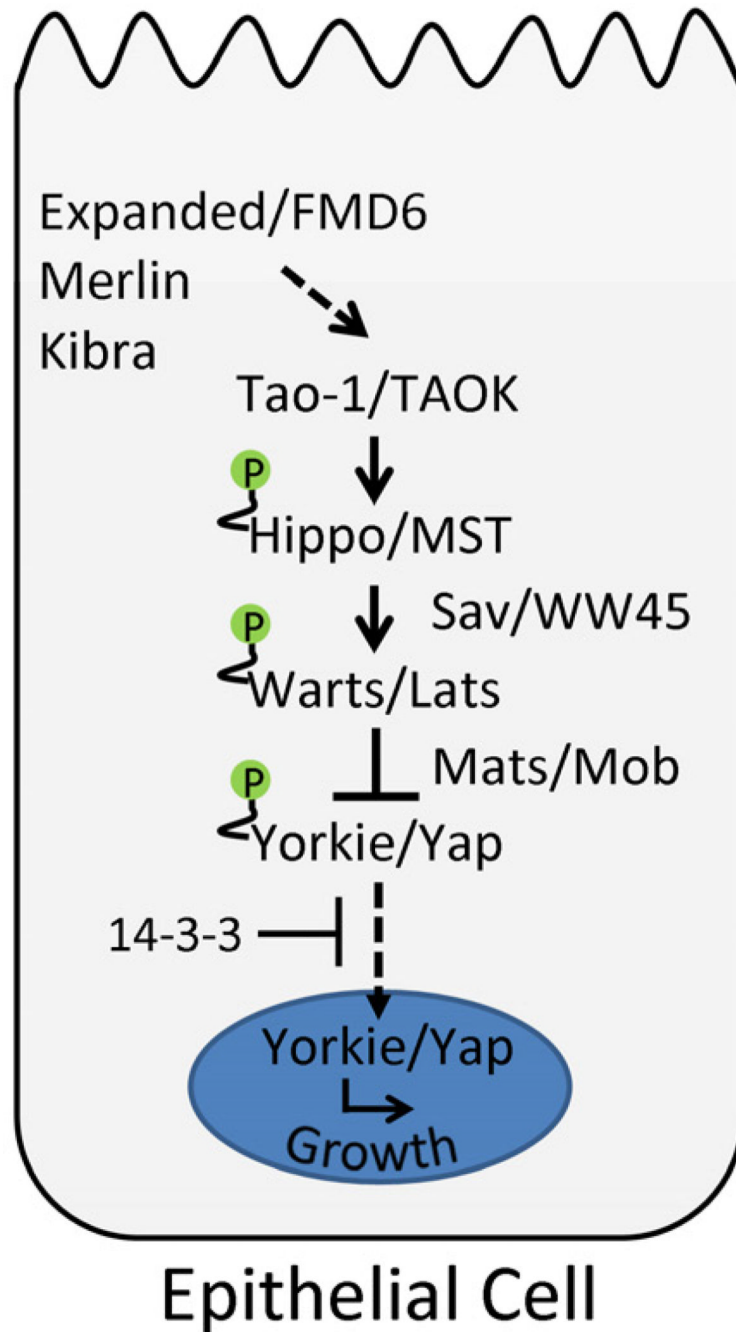 Expanded/FMD6
Merlin
Kibra
Tao-1/TAOK
P
Hippo/MST
Sav/WW45
P
Warts/Lats
Mats/Mob
P
Yorkie/Yap
14-3-3
Yorkie/Yap
Growth
Epithelial Cell